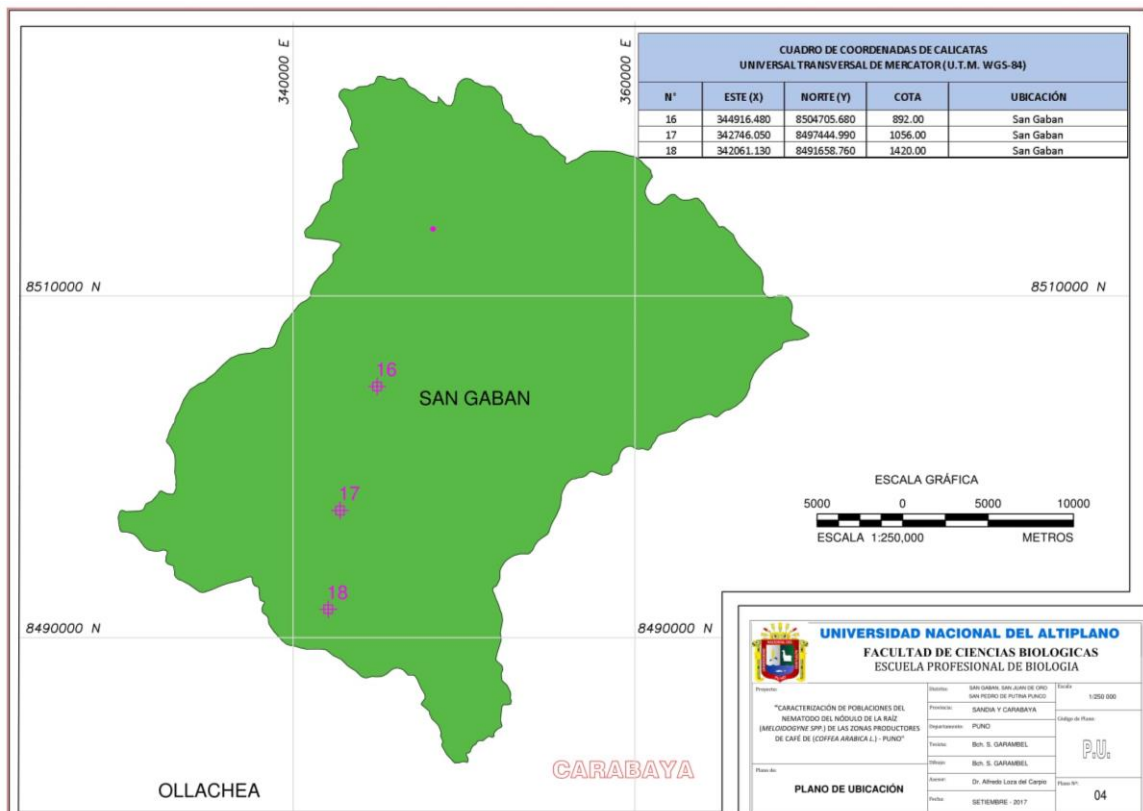 340000 E
360000 E
CUADRO DE COORDENADAS DE CALICATAS
UNIVERSAL TRANSVERSAL DE MERCATOR (U.T.M. WGS-84)
N° ESTE (X) NORTE (Y) COTA UBICACIÓN
16 344916.480 8504705.680 892.00 San Gaban
17 342746.050 8497444.990 1056.00 San Gaban
18 342061.130 8491658.760 1420.00 San Gaban
8510000 N
8510000 N
16
SAN GABAN
17
18
ESCALA GRÁFICA
5000 0 5000 10000
ESCALA 1:250,000 METROS
8490000 N
8490000 N
OLLACHEA
CARABAYA
UNIVERSIDAD NACIONAL DEL ALTIPLANO
FACULTAD DE CIENCIAS BIOLOGICAS
ESCUELA PROFESIONAL DE BIOLOGIA
Proyecto:
"CARACTERIZACIÓN DE POBLACIONES DEL
NEMATODO DEL NÓDULO DE LA RAÍZ
(MELOIDOGYNE SPP.) DE LAS ZONAS PRODUCTORES
DE CAFÉ DE (COFFEA ARABICA L.) - PUNO"
Plano de:
PLANO DE UBICACIÓN
Distrito: SAN GABAN, SAN JUAN DE ORO
SAN PEDRO DE PUTINA PUNCO
Provincia: SANDIA Y CARABAYA
Departamento: PUNO
Tesista: Bch. S. GARAMBEL
Dibujo: Bch. S. GARAMBEL
Asesor: Dr. Alfredo Loza del Carpio
Fecha: SETIEMBRE - 2017
Escala
1/250 000
Código de Plano:
P.U.
Plano N°:
04